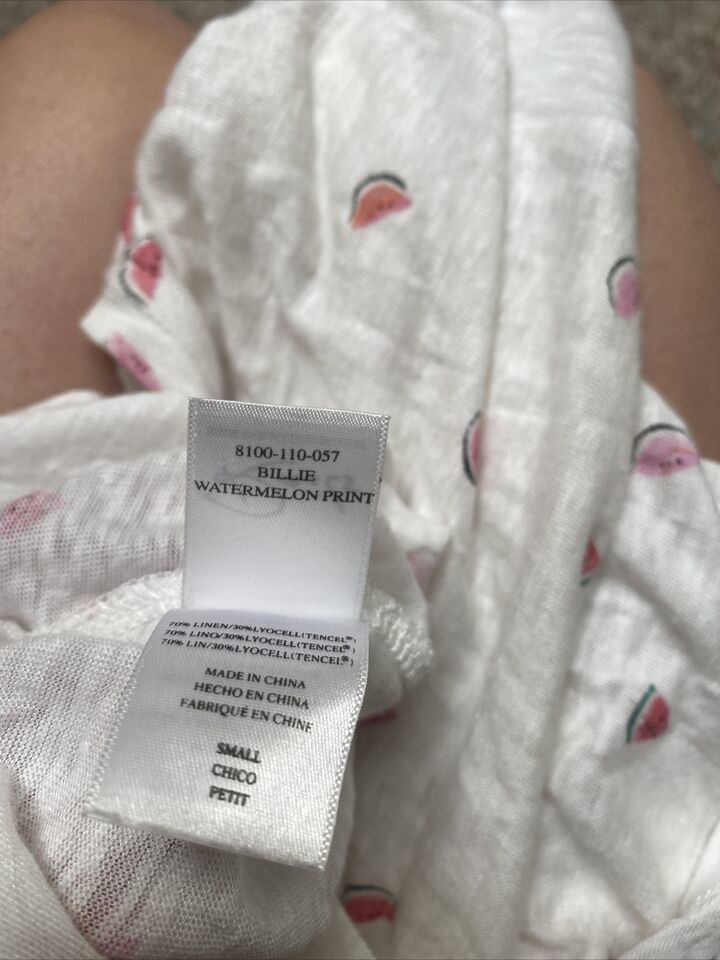 8100-110-057
BILLIE
WATERMELON PRINT
70% LINEN/30%LYOCELL(TENCEL®)
70% LINO/30%LYOCELL(TENCEL®)
70% LIN/30%LYOCELL(TENCEL®)
MADE IN CHINA
HECHO EN CHINA
FABRIQUÉ EN CHINE
SMALL
CHICO
PETIT